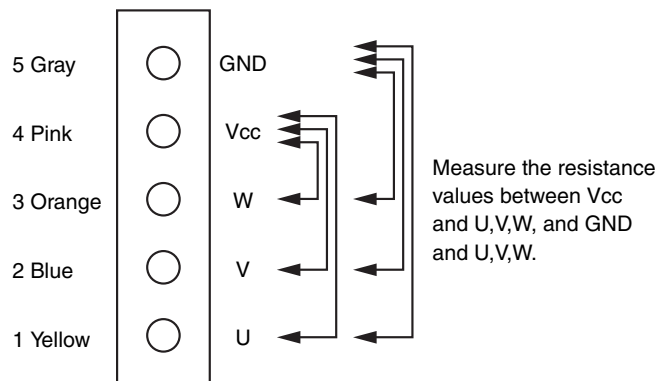 5 Gray GND
4 Pink Vcc
3 Orange W
2 Blue V
1 Yellow U
Measure the resistance
values between Vcc
and U,V,W, and GND
and U,V,W.